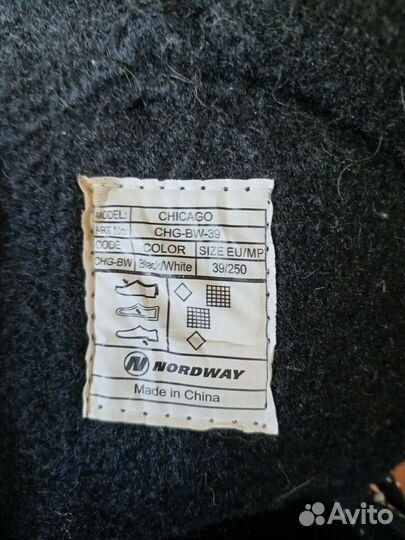 MODEL: CHICAGO
ART.No: CHG-BW-39
CODE COLOR SIZE EU/MP
CHG-BW Black/White 39/250
N NORDWAY
Made in China
Avito